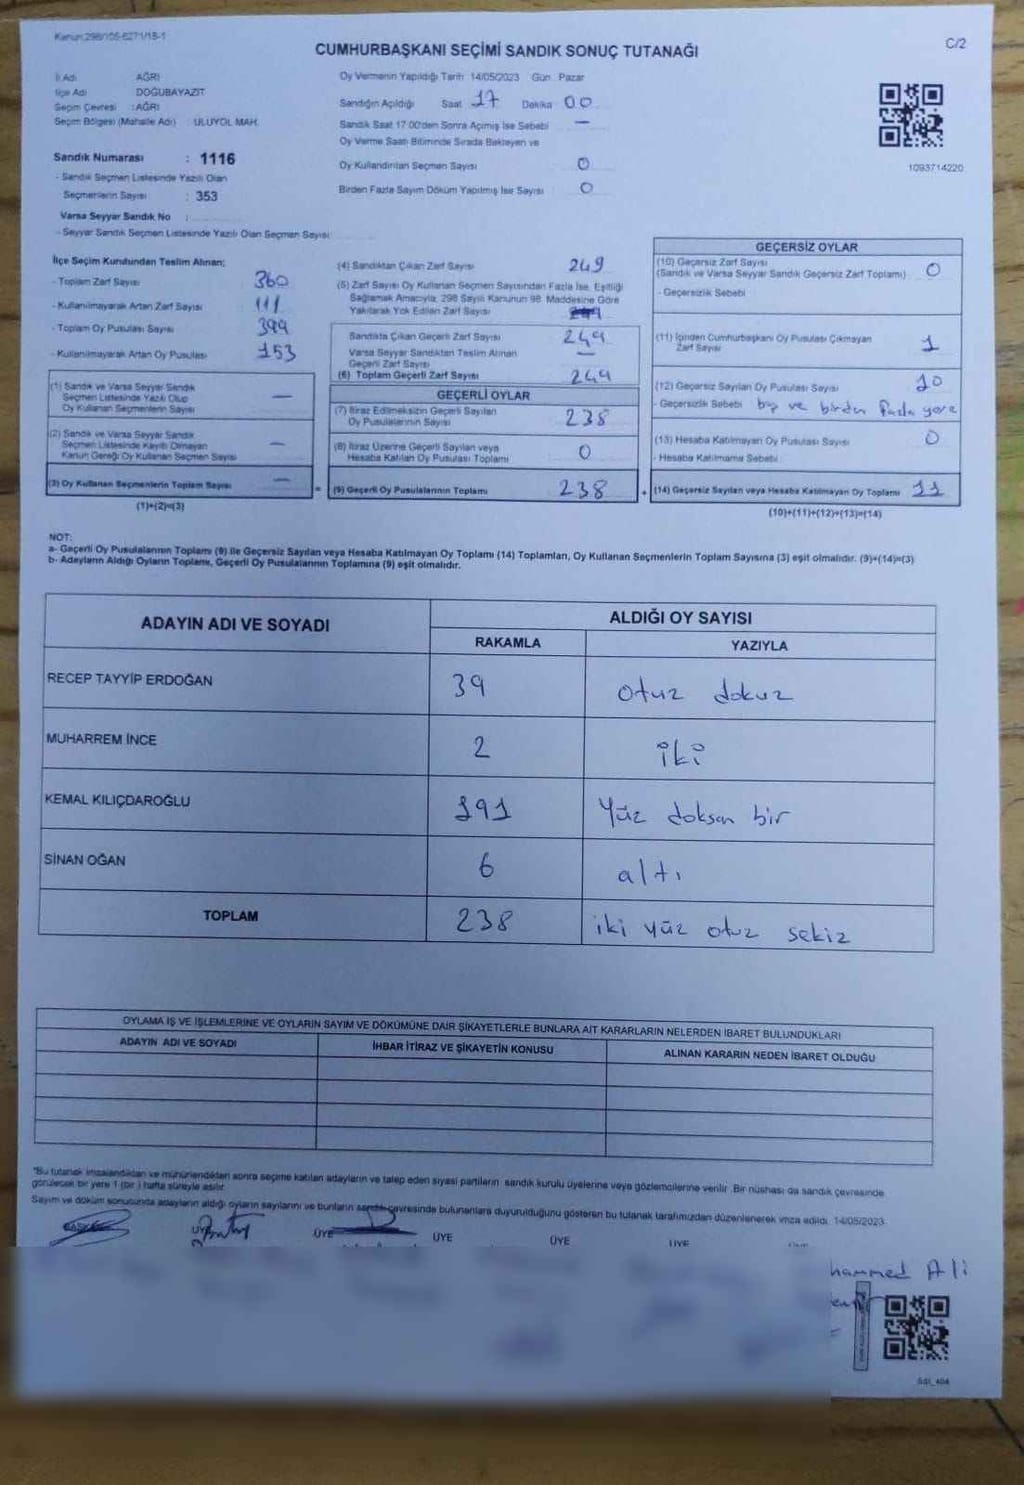 Kanun:298/105-6271/18-1
C/2
CUMHURBAŞKANI SEÇİMİ SANDIK SONUÇ TUTANAĞI
İl Adı AĞRI
İlçe Adı DOĞUBAYAZIT
Seçim Çevresi : AĞRI
Seçim Bölgesi (Mahalle Adı) : ULUYOL MAH.
Sandık Numarası : 1116
- Sandık Seçmen Listesinde Yazılı Olan
Seçmenlerin Sayısı : 353
Varsa Seyyar Sandık No :
- Seyyar Sandık Seçmen Listesinde Yazılı Olan Seçmen Sayısı
Oy Vermenin Yapıldığı Tarih 14/05/2023 Gün Pazar
Sandığın Açıldığı Saat 17 Dakika 00
Sandık Saat 17.00'den Sonra Açılmış İse Sebebi —
Oy Verme Saati Bitiminde Sırada Bekleyen ve
Oy Kullandırılan Seçmen Sayısı 0
Birden Fazla Sayım Döküm Yapılmış İse Sayısı 0
1093714220
İlçe Seçim Kurulundan Teslim Alınan;
- Toplam Zarf Sayısı 360
- Kullanılmayarak Artan Zarf Sayısı 111
- Toplam Oy Pusulası Sayısı 399
- Kullanılmayarak Artan Oy Pusulası 153
(1) Sandık ve Varsa Seyyar Sandık
Seçmen Listesinde Yazılı Olup
Oy Kullanan Seçmenlerin Sayısı —
(2) Sandık ve Varsa Seyyar Sandık
Seçmen Listesinde Kayıtlı Olmayan
Kanun Gereği Oy Kullanan Seçmen Sayısı —
(3) Oy Kullanan Seçmenlerin Toplam Sayısı —
(1)+(2)=(3)
(4) Sandıktan Çıkan Zarf Sayısı 249
(5) Zarf Sayısı Oy Kullanan Seçmen Sayısından Fazla İse, Eşitliği
Sağlamak Amacıyla, 298 Sayılı Kanunun 98. Maddesine Göre
Yakılarak Yok Edilen Zarf Sayısı
Sandıkta Çıkan Geçerli Zarf Sayısı 249
Varsa Seyyar Sandıktan Teslim Alınan
Geçerli Zarf Sayısı —
(6) Toplam Geçerli Zarf Sayısı 249
GEÇERLİ OYLAR
(7) İtiraz Edilmeksizin Geçerli Sayılan
Oy Pusulalarının Sayısı 238
(8) İtiraz Üzerine Geçerli Sayılan veya
Hesaba Katılan Oy Pusulası Toplamı 0
= (9) Geçerli Oy Pusulalarının Toplamı 238
GEÇERSİZ OYLAR
(10) Geçersiz Zarf Sayısı
(Sandık ve Varsa Seyyar Sandık Geçersiz Zarf Toplamı) 0
- Geçersizlik Sebebi
(11) İçinden Cumhurbaşkanı Oy Pusulası Çıkmayan
Zarf Sayısı 1
(12) Geçersiz Sayılan Oy Pusulası Sayısı 10
- Geçersizlik Sebebi boş ve birden fazla yere
(13) Hesaba Katılmayan Oy Pusulası Sayısı 0
- Hesaba Katılmama Sebebi
+ (14) Geçersiz Sayılan veya Hesaba Katılmayan Oy Toplamı 11
(10)+(11)+(12)+(13)=(14)
NOT:
a- Geçerli Oy Pusulalarının Toplamı (9) ile Geçersiz Sayılan veya Hesaba Katılmayan Oy Toplamı (14) Toplamları, Oy Kullanan Seçmenlerin Toplam Sayısına (3) eşit olmalıdır. (9)+(14)=(3)
b- Adayların Aldığı Oyların Toplamı, Geçerli Oy Pusulalarının Toplamına (9) eşit olmalıdır.
ADAYIN ADI VE SOYADI ALDIĞI OY SAYISI
RAKAMLA YAZIYLA
RECEP TAYYİP ERDOĞAN 39 otuz dokuz
MUHARREM İNCE 2 iki
KEMAL KILIÇDAROĞLU 191 yüz doksan bir
SİNAN OĞAN 6 altı
TOPLAM 238 iki yüz otuz sekiz
OYLAMA İŞ VE İŞLEMLERİNE VE OYLARIN SAYIM VE DÖKÜMÜNE DAİR ŞİKAYETLERLE BUNLARA AİT KARARLARIN NELERDEN İBARET BULUNDUKLARI
ADAYIN ADI VE SOYADI İHBAR İTİRAZ VE ŞİKAYETİN KONUSU ALINAN KARARIN NEDEN İBARET OLDUĞU
"Bu tutanak imzalandıktan ve mühürlendikten sonra seçime katılan adayların ve talep eden siyasi partilerin sandık kurulu üyelerine veya gözlemcilerine verilir. Bir nüshası da sandık çevresinde
görülecek bir yere 1 (bir) hafta süreyle asılır.
Sayım ve döküm sonucunda adayların aldığı oyların sayılarını ve bunların sandık çevresinde bulunanlara duyurulduğunu gösteren bu tutanak tarafımızdan düzenlenerek imza edildi. 14/05/2023
BAŞKAN ÜYE ÜYE ÜYE ÜYE ÜYE
hammed Ali